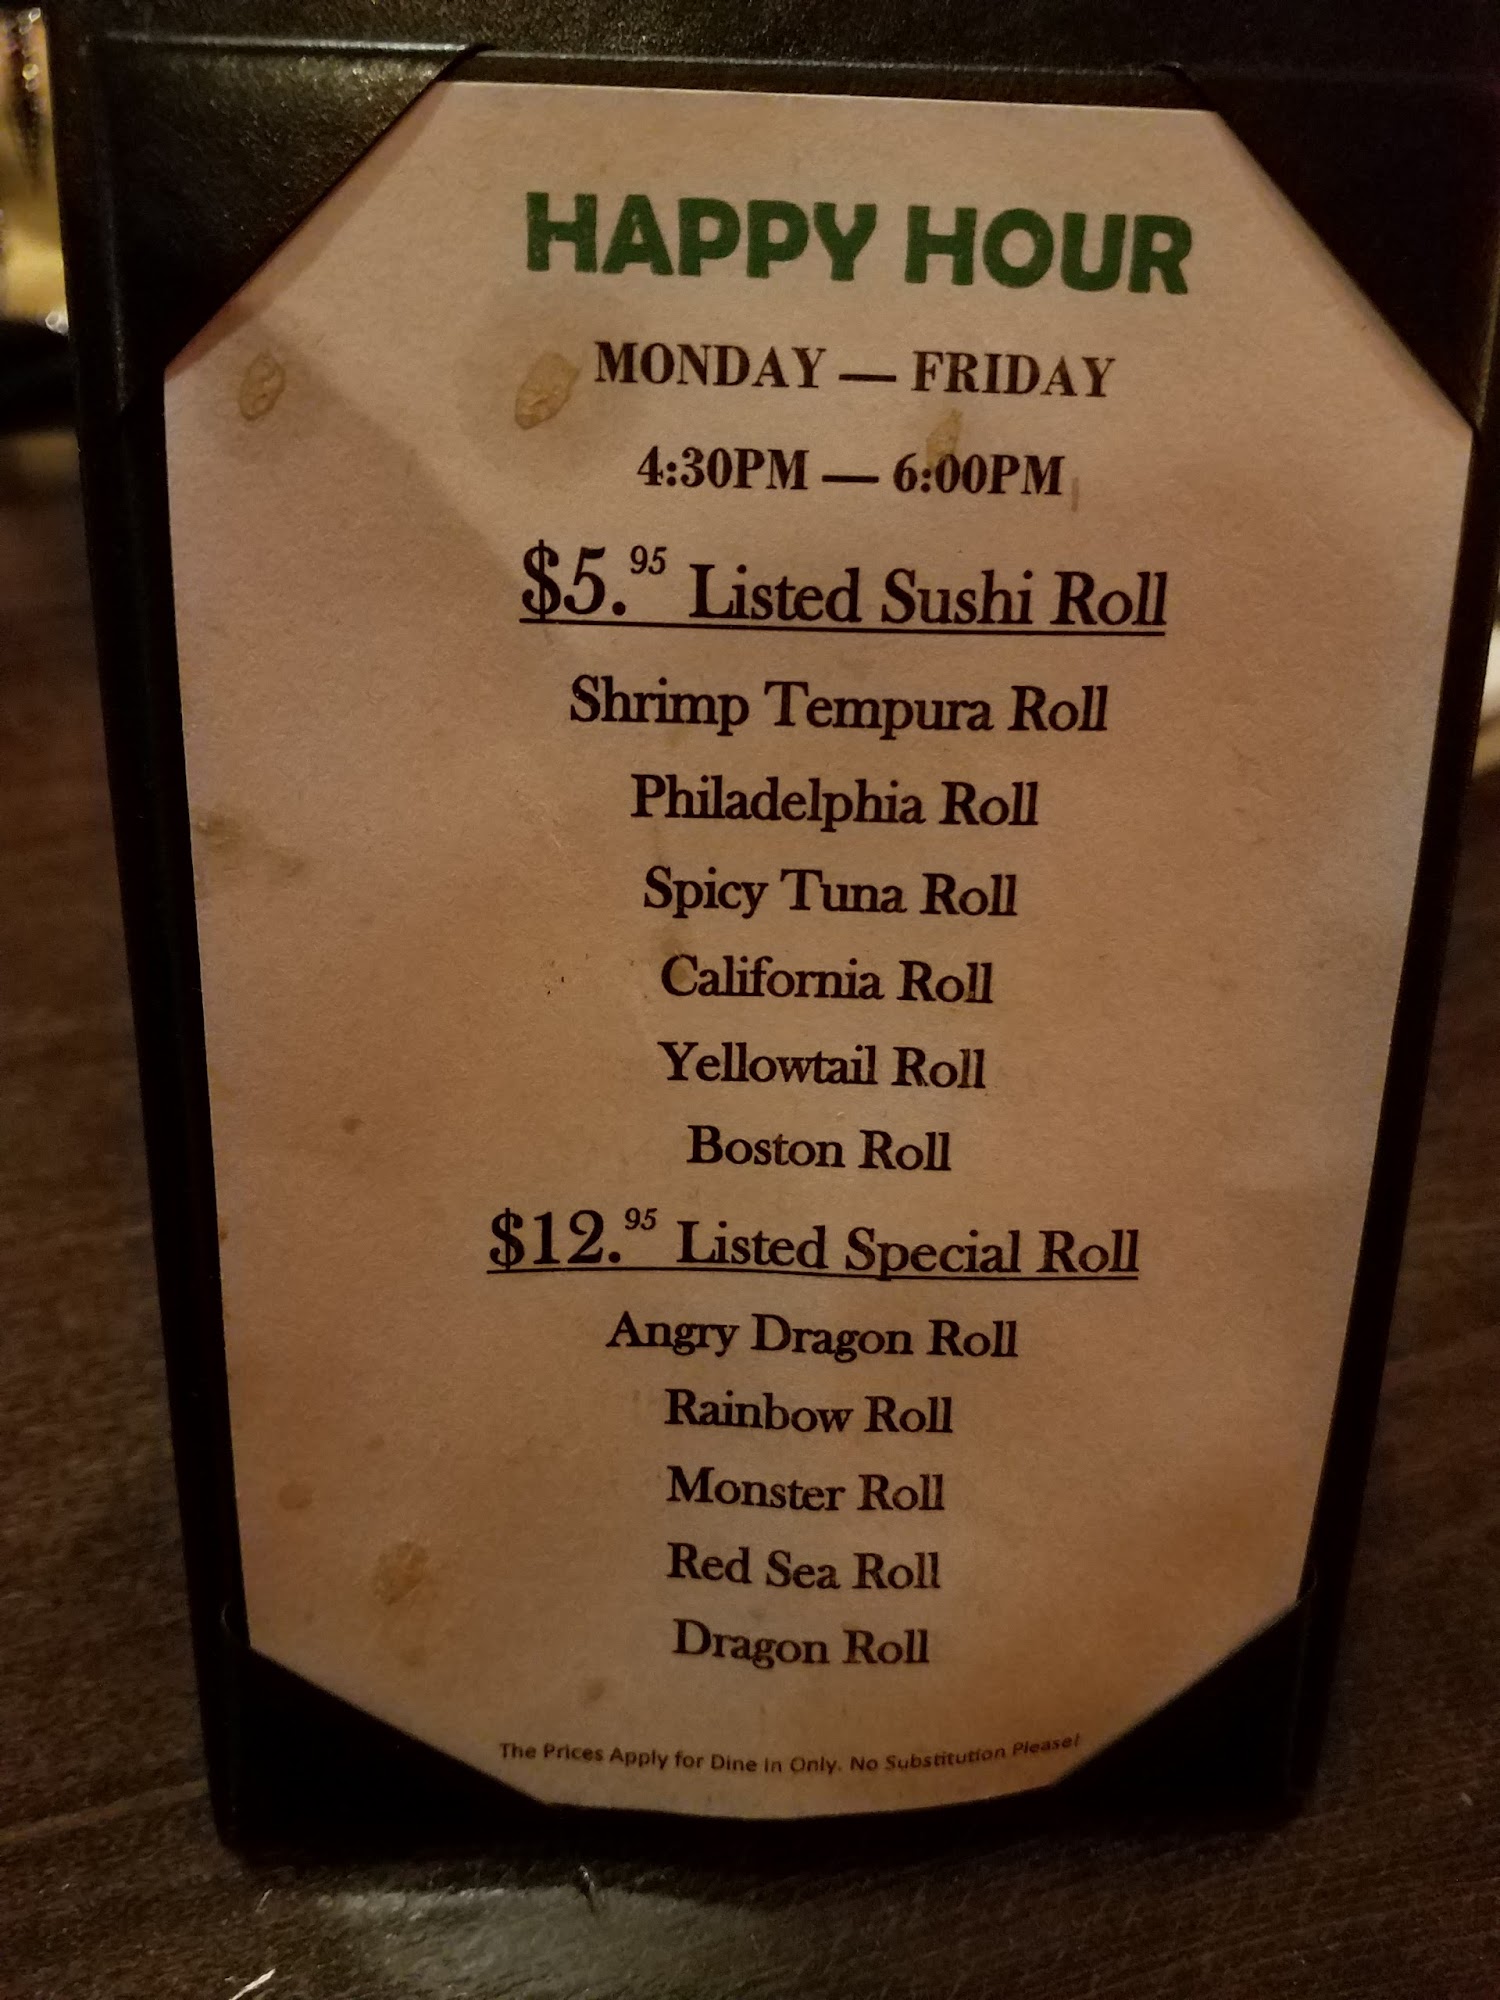 HAPPY HOUR
MONDAY — FRIDAY
4:30PM — 6:00PM
$5.95 Listed Sushi Roll
Shrimp Tempura Roll
Philadelphia Roll
Spicy Tuna Roll
California Roll
Yellowtail Roll
Boston Roll
$12.95 Listed Special Roll
Angry Dragon Roll
Rainbow Roll
Monster Roll
Red Sea Roll
Dragon Roll
The Prices Apply for Dine In Only. No Substitution Please!